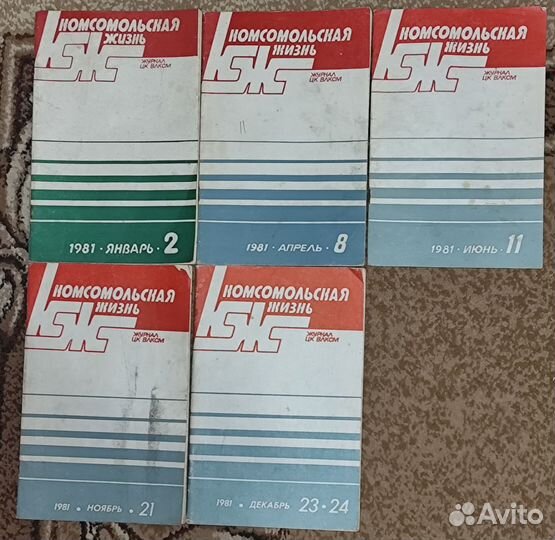 КОМСОМОЛЬСКАЯ
ЖИЗНЬ
КЖ
ЖУРНАЛ
ЦК ВЛКСМ
1981 • ЯНВАРЬ • 2
КОМСОМОЛЬСКАЯ
ЖИЗНЬ
КЖ
ЖУРНАЛ
ЦК ВЛКСМ
1981 • АПРЕЛЬ • 8
КОМСОМОЛЬСКАЯ
ЖИЗНЬ
КЖ
ЖУРНАЛ
ЦК ВЛКСМ
1981 • ИЮНЬ • 11
КОМСОМОЛЬСКАЯ
ЖИЗНЬ
КЖ
ЖУРНАЛ
ЦК ВЛКСМ
1981 • НОЯБРЬ • 21
КОМСОМОЛЬСКАЯ
ЖИЗНЬ
КЖ
ЖУРНАЛ
ЦК ВЛКСМ
1981 • ДЕКАБРЬ 23•24
Avito